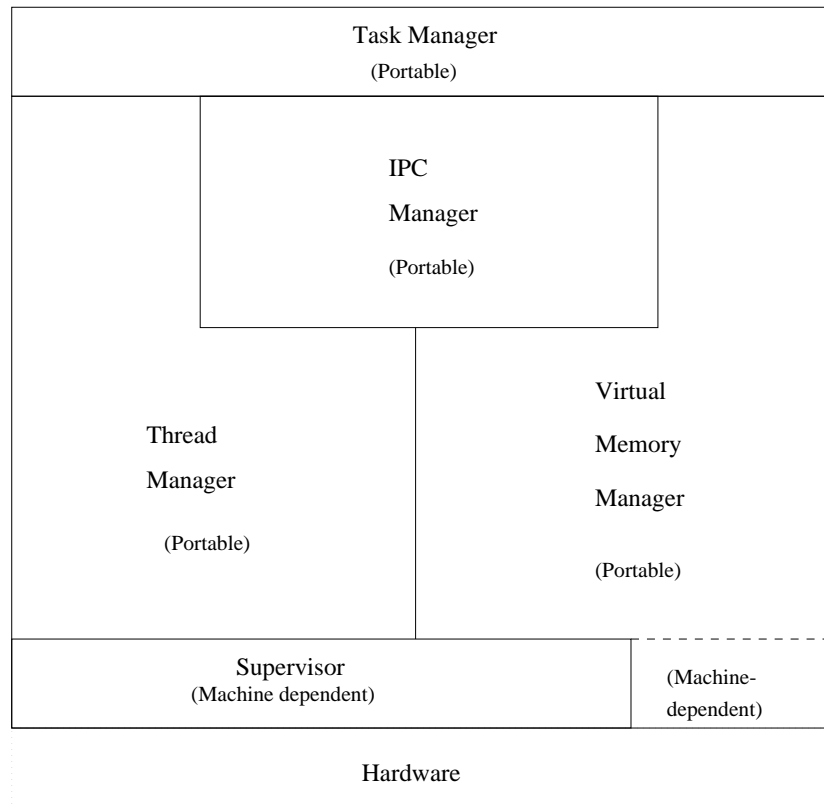 Task Manager
(Portable)
IPC
Manager
(Portable)
Thread
Manager
(Portable)
Virtual
Memory
Manager
(Portable)
Supervisor
(Machine dependent)
(Machine-
dependent)
Hardware